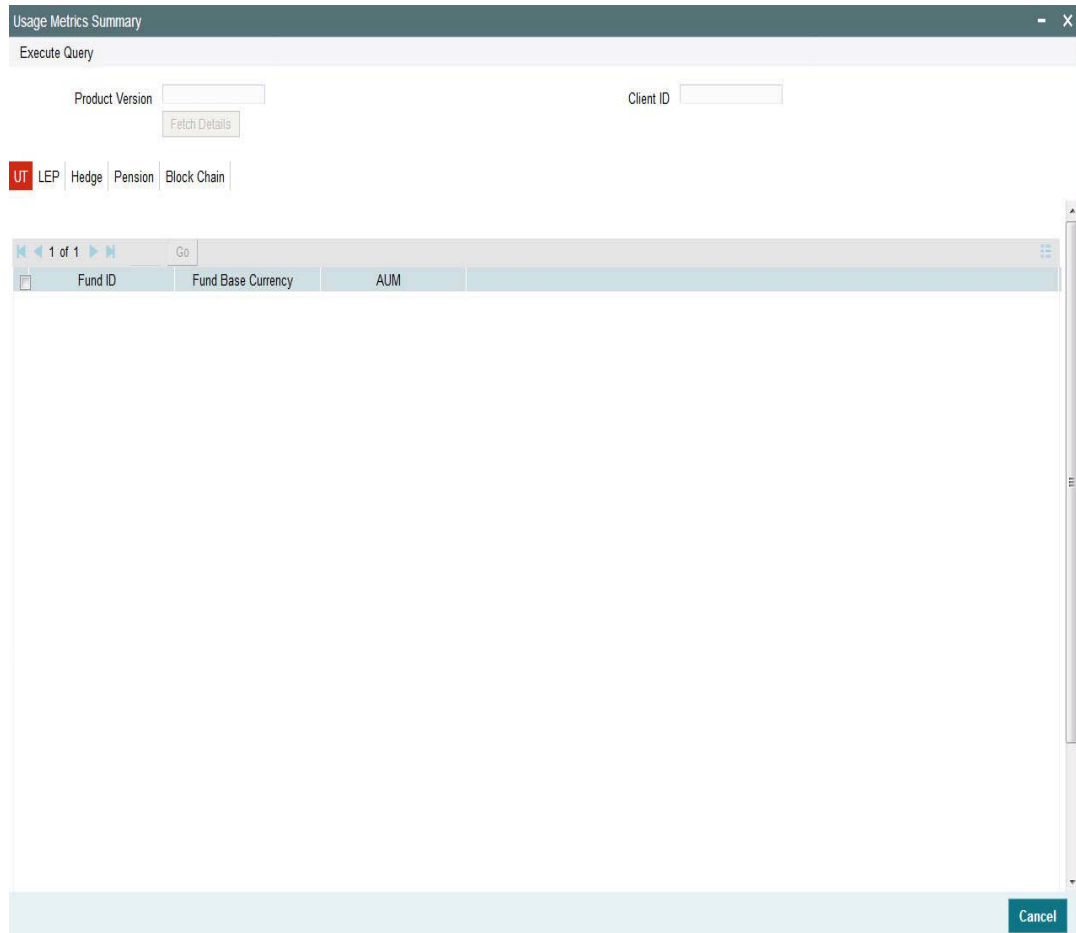 Usage Metrics Summary
Execute Query
Product Version
Client ID
Fetch Details
UT LEP Hedge Pension Block Chain
1 of 1 Go
Fund ID Fund Base Currency AUM
Cancel